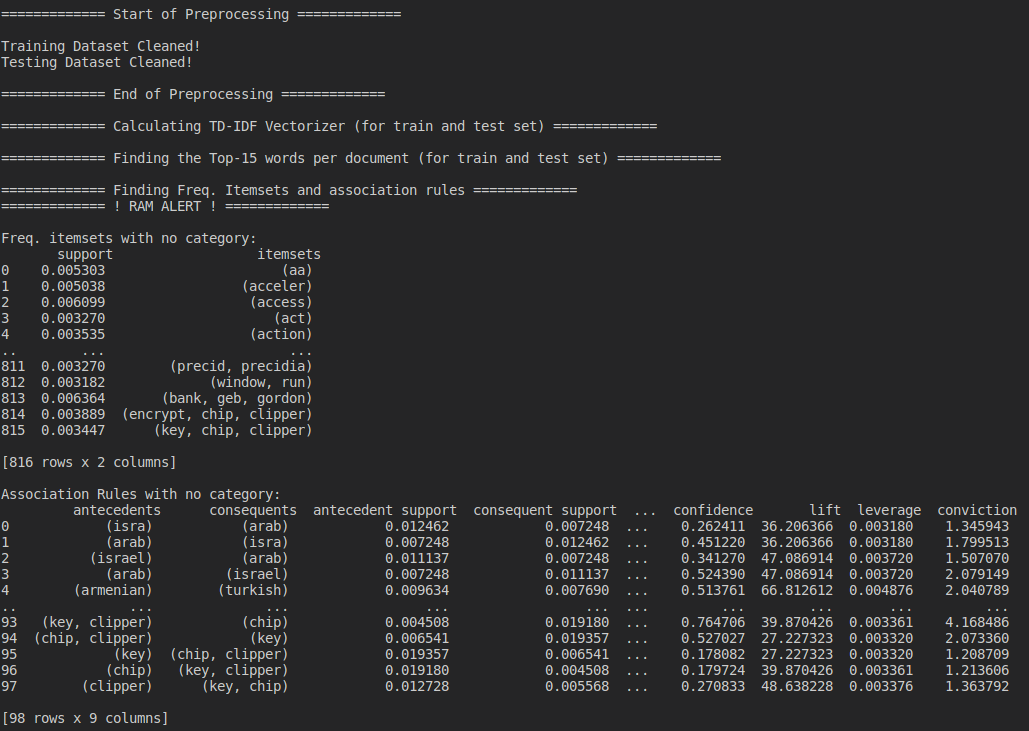 ============= Start of Preprocessing =============
Training Dataset Cleaned!
Testing Dataset Cleaned!
============= End of Preprocessing =============
============= Calculating TD-IDF Vectorizer (for train and test set) =============
============= Finding the Top-15 words per document (for train and test set) =============
============= Finding Freq. Itemsets and association rules =============
============= ! RAM ALERT ! =============
Freq. itemsets with no category:
support itemsets
0 0.005303 (aa)
1 0.005038 (acceler)
2 0.006099 (access)
3 0.003270 (act)
4 0.003535 (action)
.. ... ...
811 0.003270 (precid, precidia)
812 0.003182 (window, run)
813 0.006364 (bank, geb, gordon)
814 0.003889 (encrypt, chip, clipper)
815 0.003447 (key, chip, clipper)
[816 rows x 2 columns]
Association Rules with no category:
antecedents consequents antecedent support consequent support ... confidence lift leverage conviction
0 (isra) (arab) 0.012462 0.007248 ... 0.262411 36.206366 0.003180 1.345943
1 (arab) (isra) 0.007248 0.012462 ... 0.451220 36.206366 0.003180 1.799513
2 (israel) (arab) 0.011137 0.007248 ... 0.341270 47.086914 0.003720 1.507070
3 (arab) (israel) 0.007248 0.011137 ... 0.524390 47.086914 0.003720 2.079149
4 (armenian) (turkish) 0.009634 0.007690 ... 0.513761 66.812612 0.004876 2.040789
.. ... ... ... ... ... ... ... ... ...
93 (key, clipper) (chip) 0.004508 0.019180 ... 0.764706 39.870426 0.003361 4.168486
94 (chip, clipper) (key) 0.006541 0.019357 ... 0.527027 27.227323 0.003320 2.073360
95 (key) (chip, clipper) 0.019357 0.006541 ... 0.178082 27.227323 0.003320 1.208709
96 (chip) (key, clipper) 0.019180 0.004508 ... 0.179724 39.870426 0.003361 1.213606
97 (clipper) (key, chip) 0.012728 0.005568 ... 0.270833 48.638228 0.003376 1.363792
[98 rows x 9 columns]